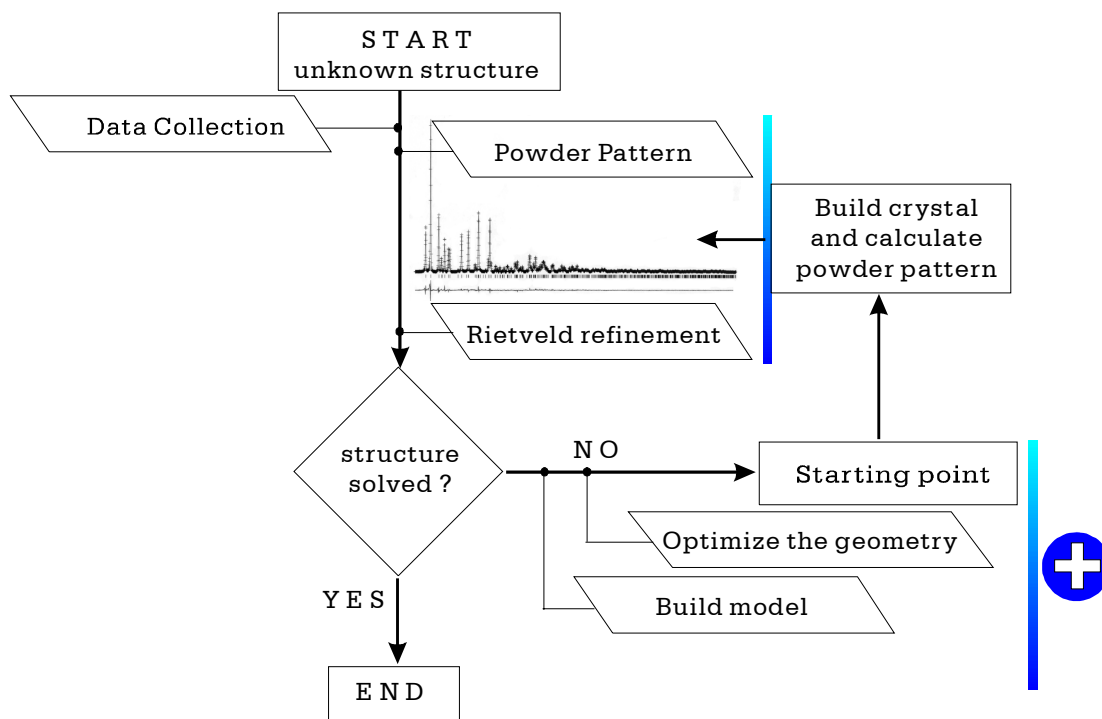 S T A R T
unknown structure
Data Collection
Powder Pattern
Build crystal
and calculate
powder pattern
Rietveld refinement
structure
solved ?
N O
Starting point
Optimize the geometry
Build model
Y E S
E N D